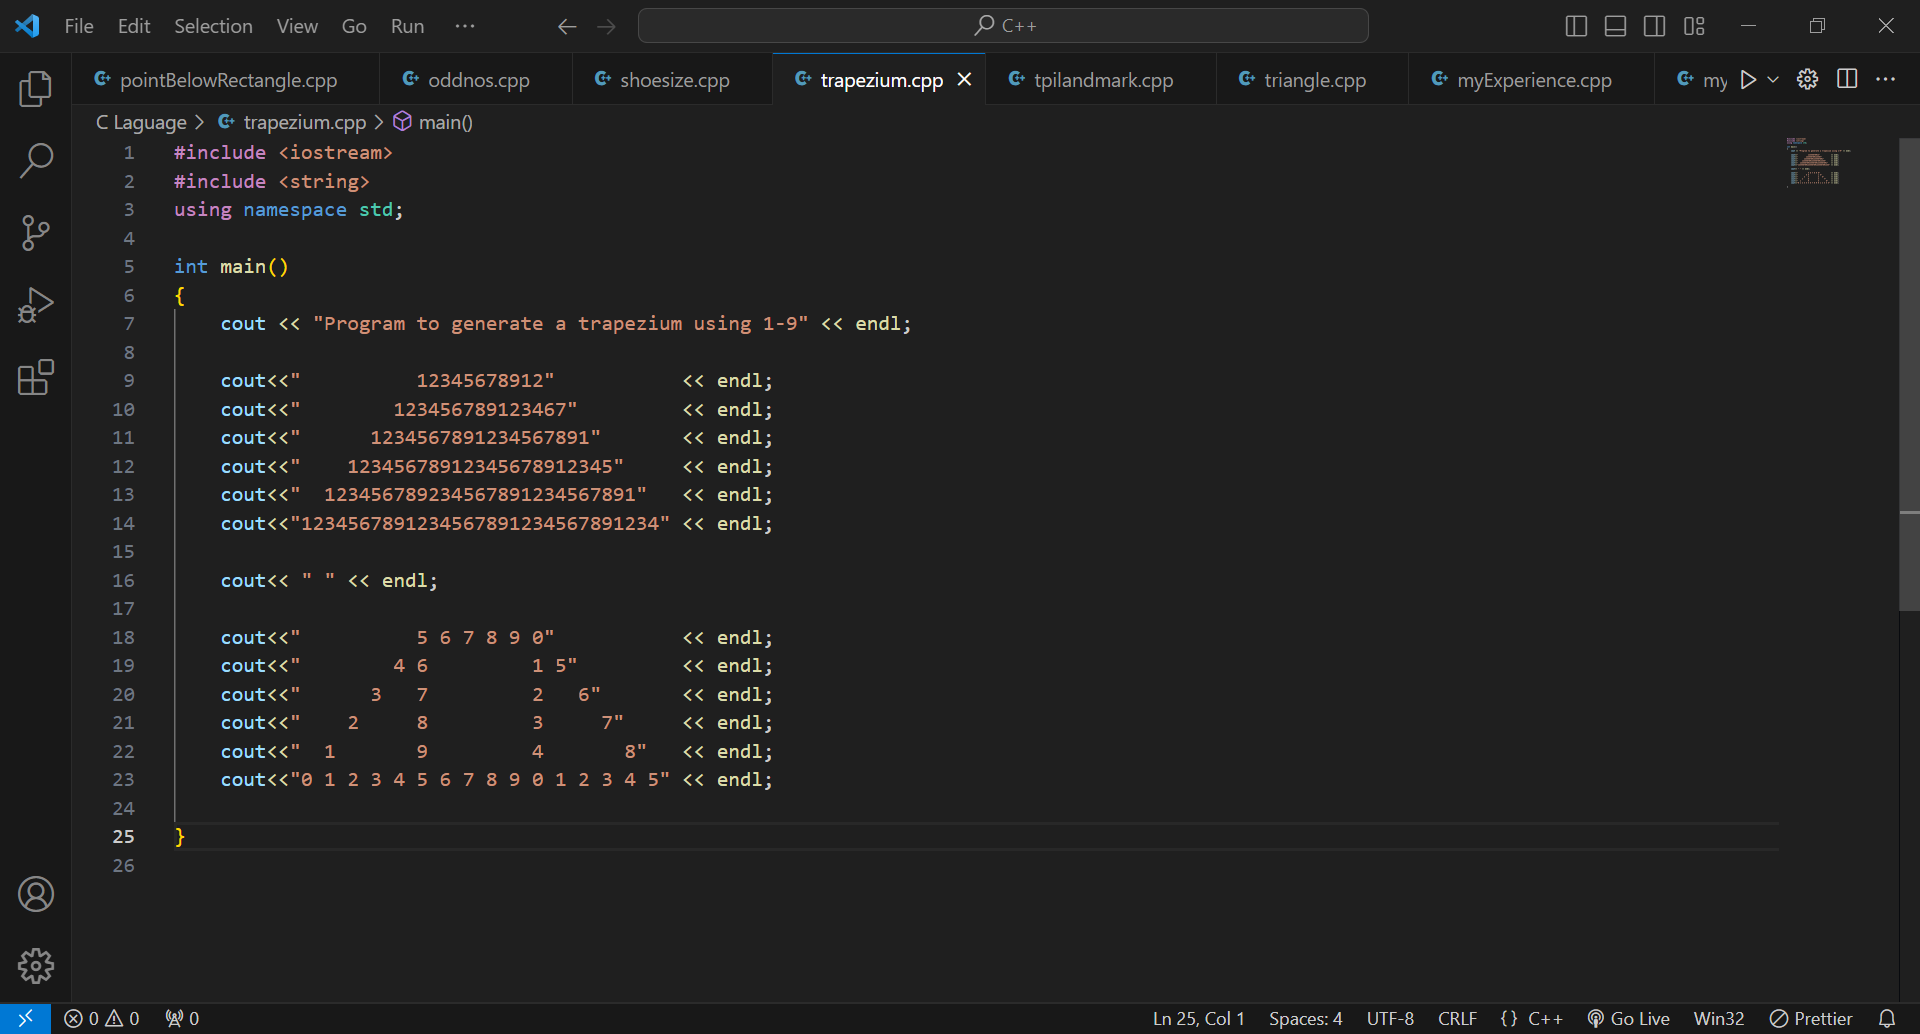 File Edit Selection View Go Run ··· C++
pointBelowRectangle.cpp oddnos.cpp shoesize.cpp trapezium.cpp tpilandmark.cpp triangle.cpp myExperience.cpp my
C Laguage > trapezium.cpp > main()
1 #include <iostream>
2 #include <string>
3 using namespace std;
4
5 int main()
6 {
7     cout << "Program to generate a trapezium using 1-9" << endl;
8
9     cout<<"          12345678912"           << endl;
10     cout<<"        123456789123467"         << endl;
11     cout<<"      1234567891234567891"       << endl;
12     cout<<"    12345678912345678912345"     << endl;
13     cout<<"  123456789234567891234567891"   << endl;
14     cout<<"1234567891234567891234567891234" << endl;
15
16     cout<< " " << endl;
17
18     cout<<"          5 6 7 8 9 0"           << endl;
19     cout<<"        4 6         1 5"         << endl;
20     cout<<"      3   7         2   6"       << endl;
21     cout<<"    2     8         3     7"     << endl;
22     cout<<"  1       9         4       8"   << endl;
23     cout<<"0 1 2 3 4 5 6 7 8 9 0 1 2 3 4 5" << endl;
24
25 }
26
0 0 0 Ln 25, Col 1 Spaces: 4 UTF-8 CRLF {} C++ Go Live Win32 Prettier